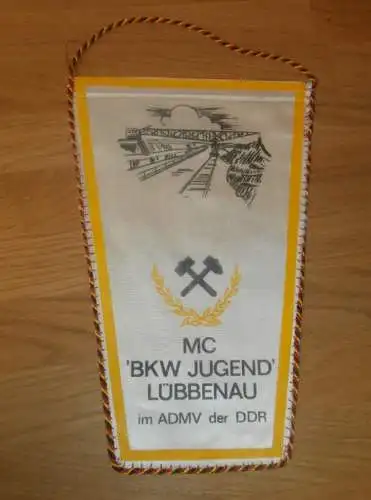 MC
'BKW JUGEND'
LÜBBENAU
im ADMV der DDR